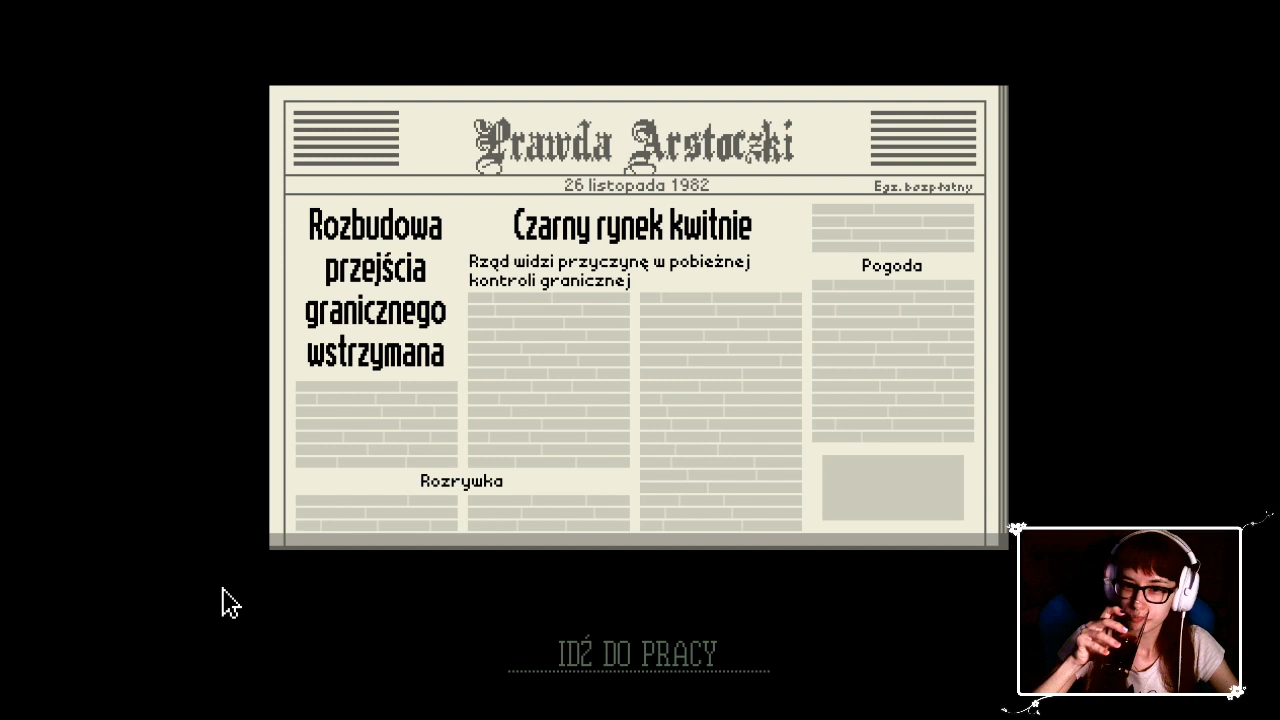 Prawda Arstoczki
26 listopada 1982
Egz. bezpłatny
Rozbudowa
przejścia
granicznego
wstrzymana
Czarny rynek kwitnie
Rząd widzi przyczynę w pobieżnej
kontroli granicznej
Pogoda
Rozrywka
IDŹ DO PRACY